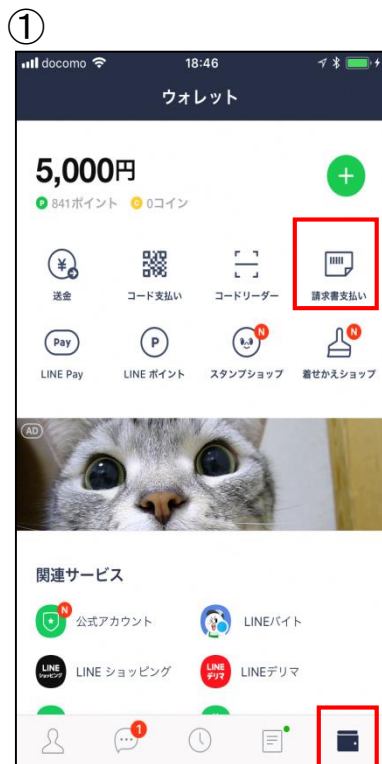 ①
docomo 18:46
ウォレット
5,000円
P 841ポイント C 0コイン
送金 コード支払い コードリーダー 請求書支払い
Pay P N N
LINE Pay LINE ポイント スタンプショップ 着せかえショップ
AD
関連サービス
N 公式アカウント LINEバイト
LINE ショッピング LINE ショッピング LINE デリマ LINEデリマ
1